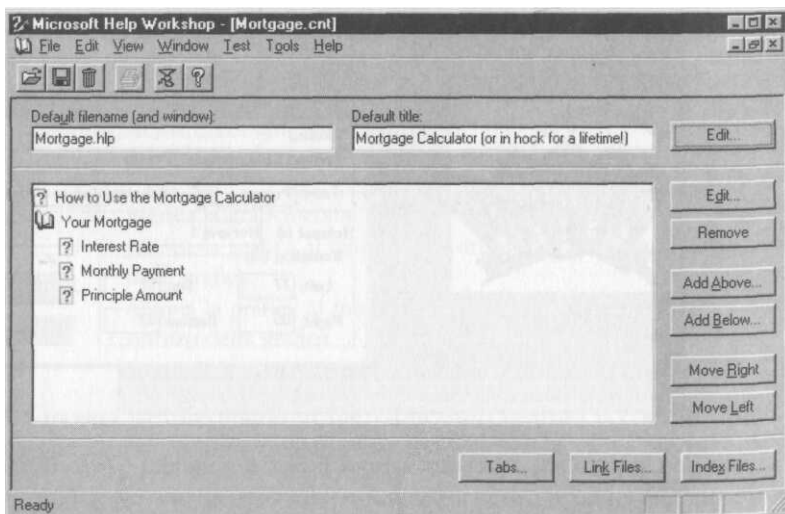 Microsoft Help Workshop - [Mortgage.cnt]
File Edit View Window Test Tools Help
Default filename (and window):
Default title:
Mortgage.hlp
Mortgage Calculator (or in hock for a lifetime!)
Edit...
How to Use the Mortgage Calculator
Your Mortgage
Interest Rate
Monthly Payment
Principle Amount
Edit...
Remove
Add Above...
Add Below...
Move Right
Move Left
Tabs...
Link Files...
Index Files...
Ready